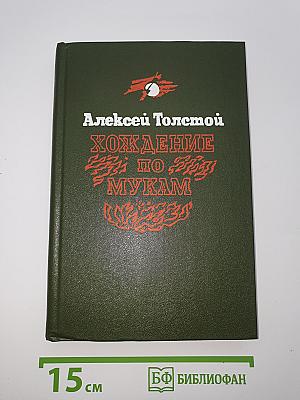 Алексей Толстой
ХОЖДЕНИЕ
ПО
МУКАМ
15 см
БФ БИБЛИОФАН